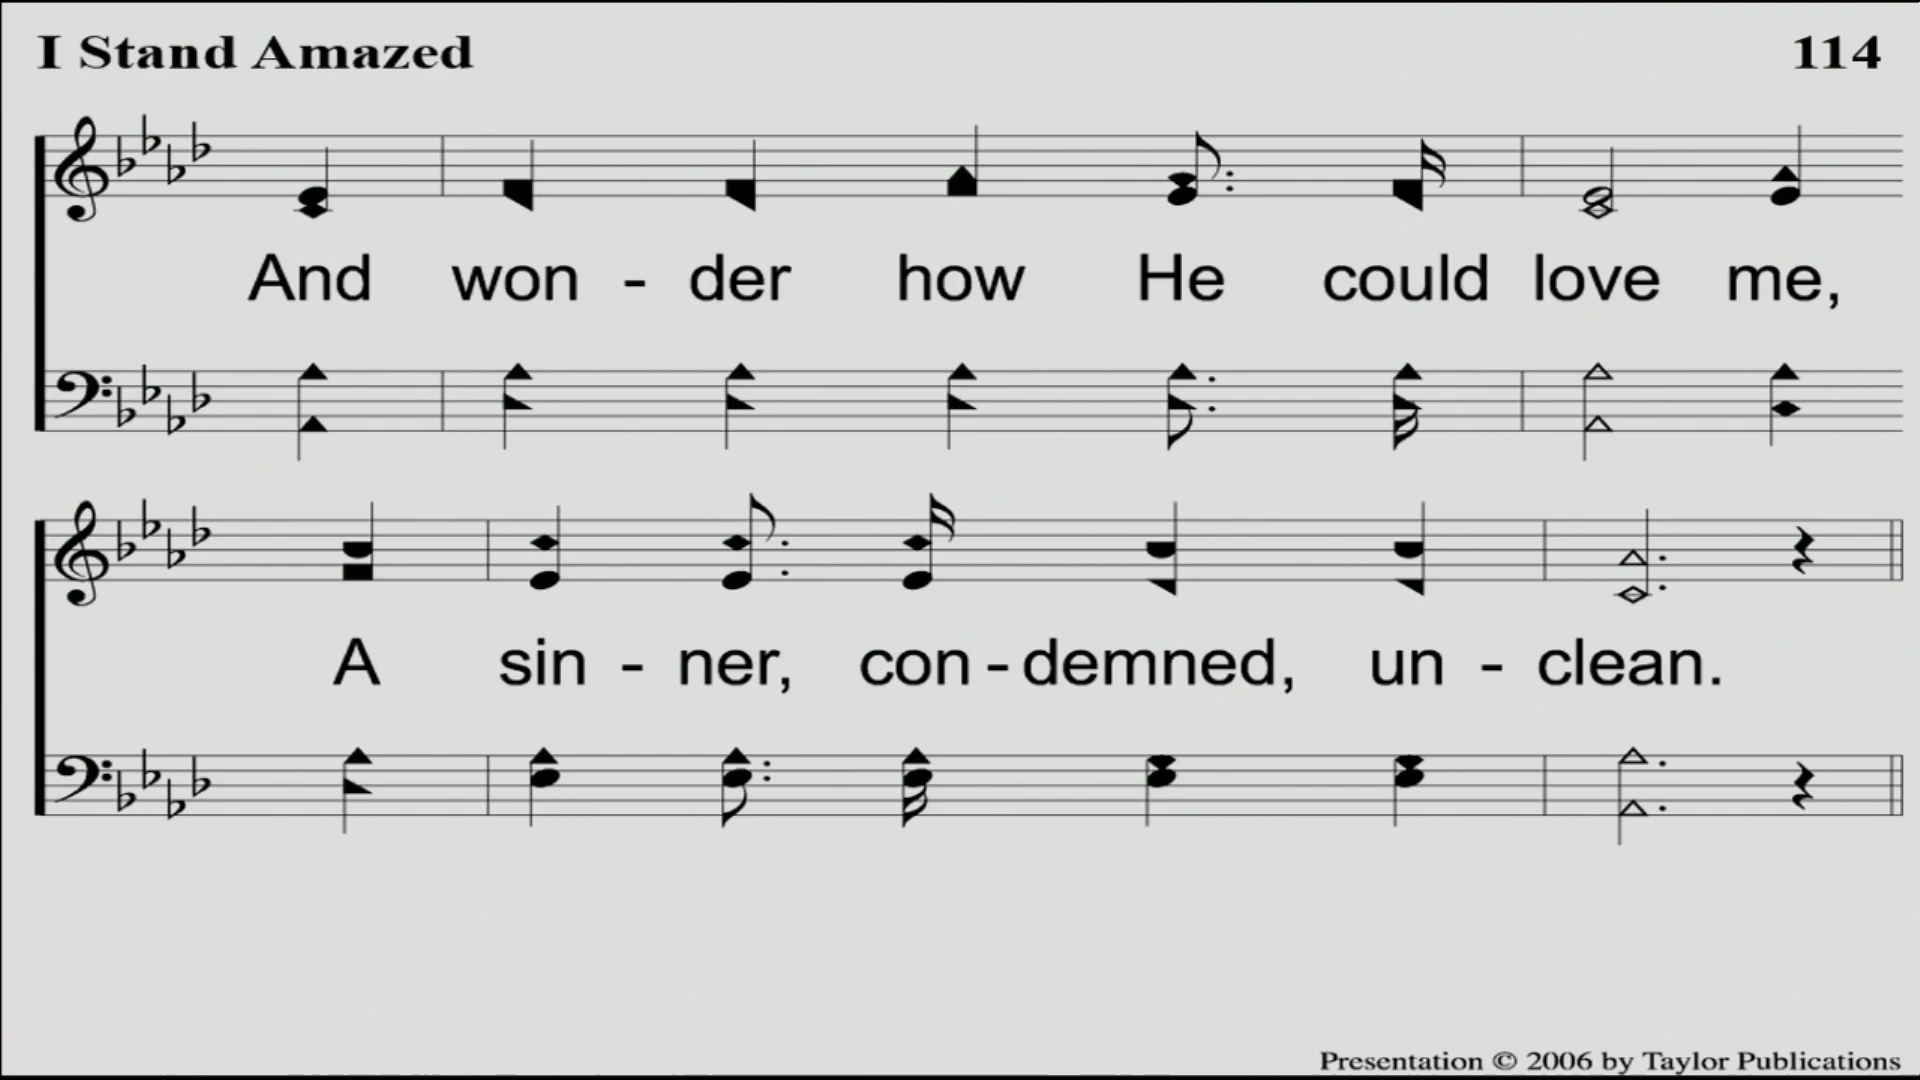 I Stand Amazed 114
And won - der how He could love me,
A sin - ner, con - demned, un - clean.
Presentation © 2006 by Taylor Publications